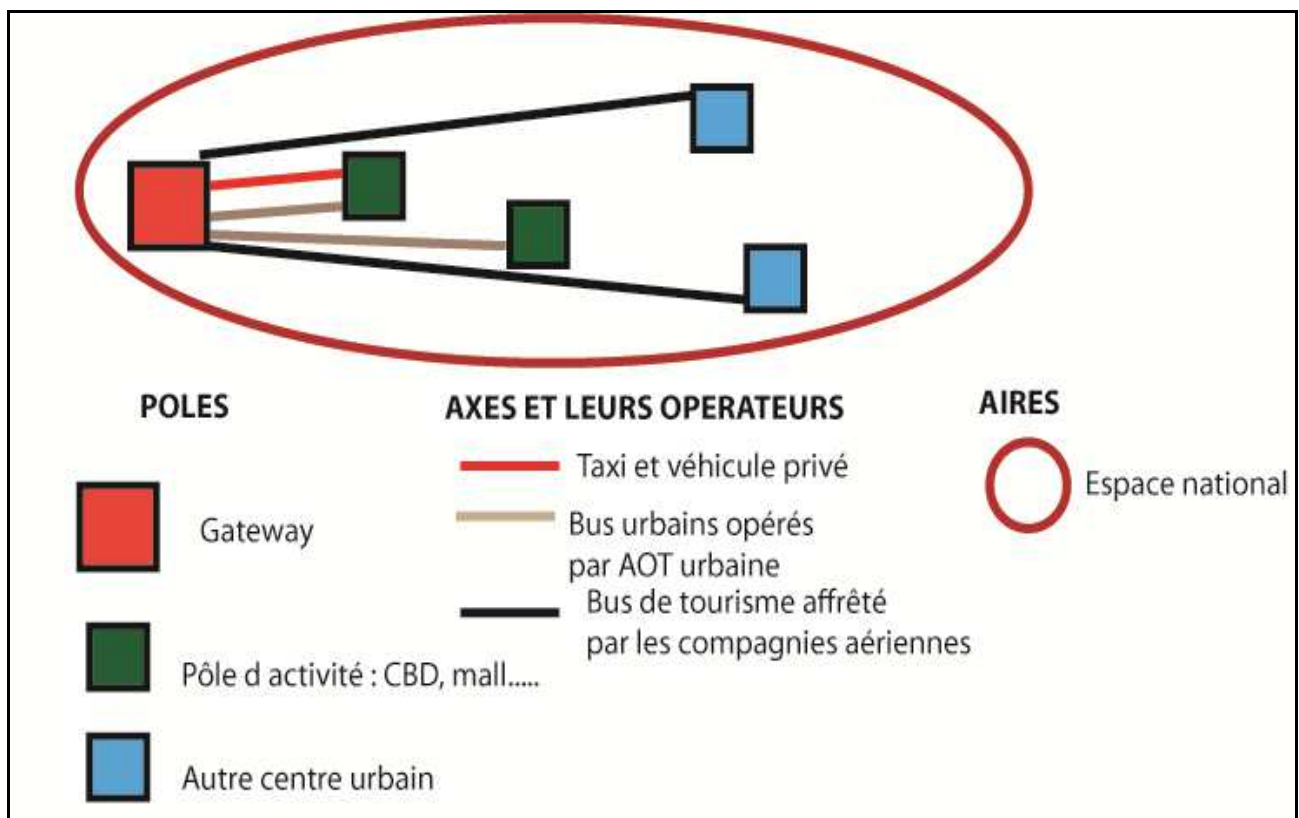 POLES
Gateway
Pôle d activité : CBD, mall.....
Autre centre urbain
AXES ET LEURS OPERATEURS
Taxi et véhicule privé
Bus urbains opérés
par AOT urbaine
Bus de tourisme affrêté
par les compagnies aériennes
AIRES
Espace national